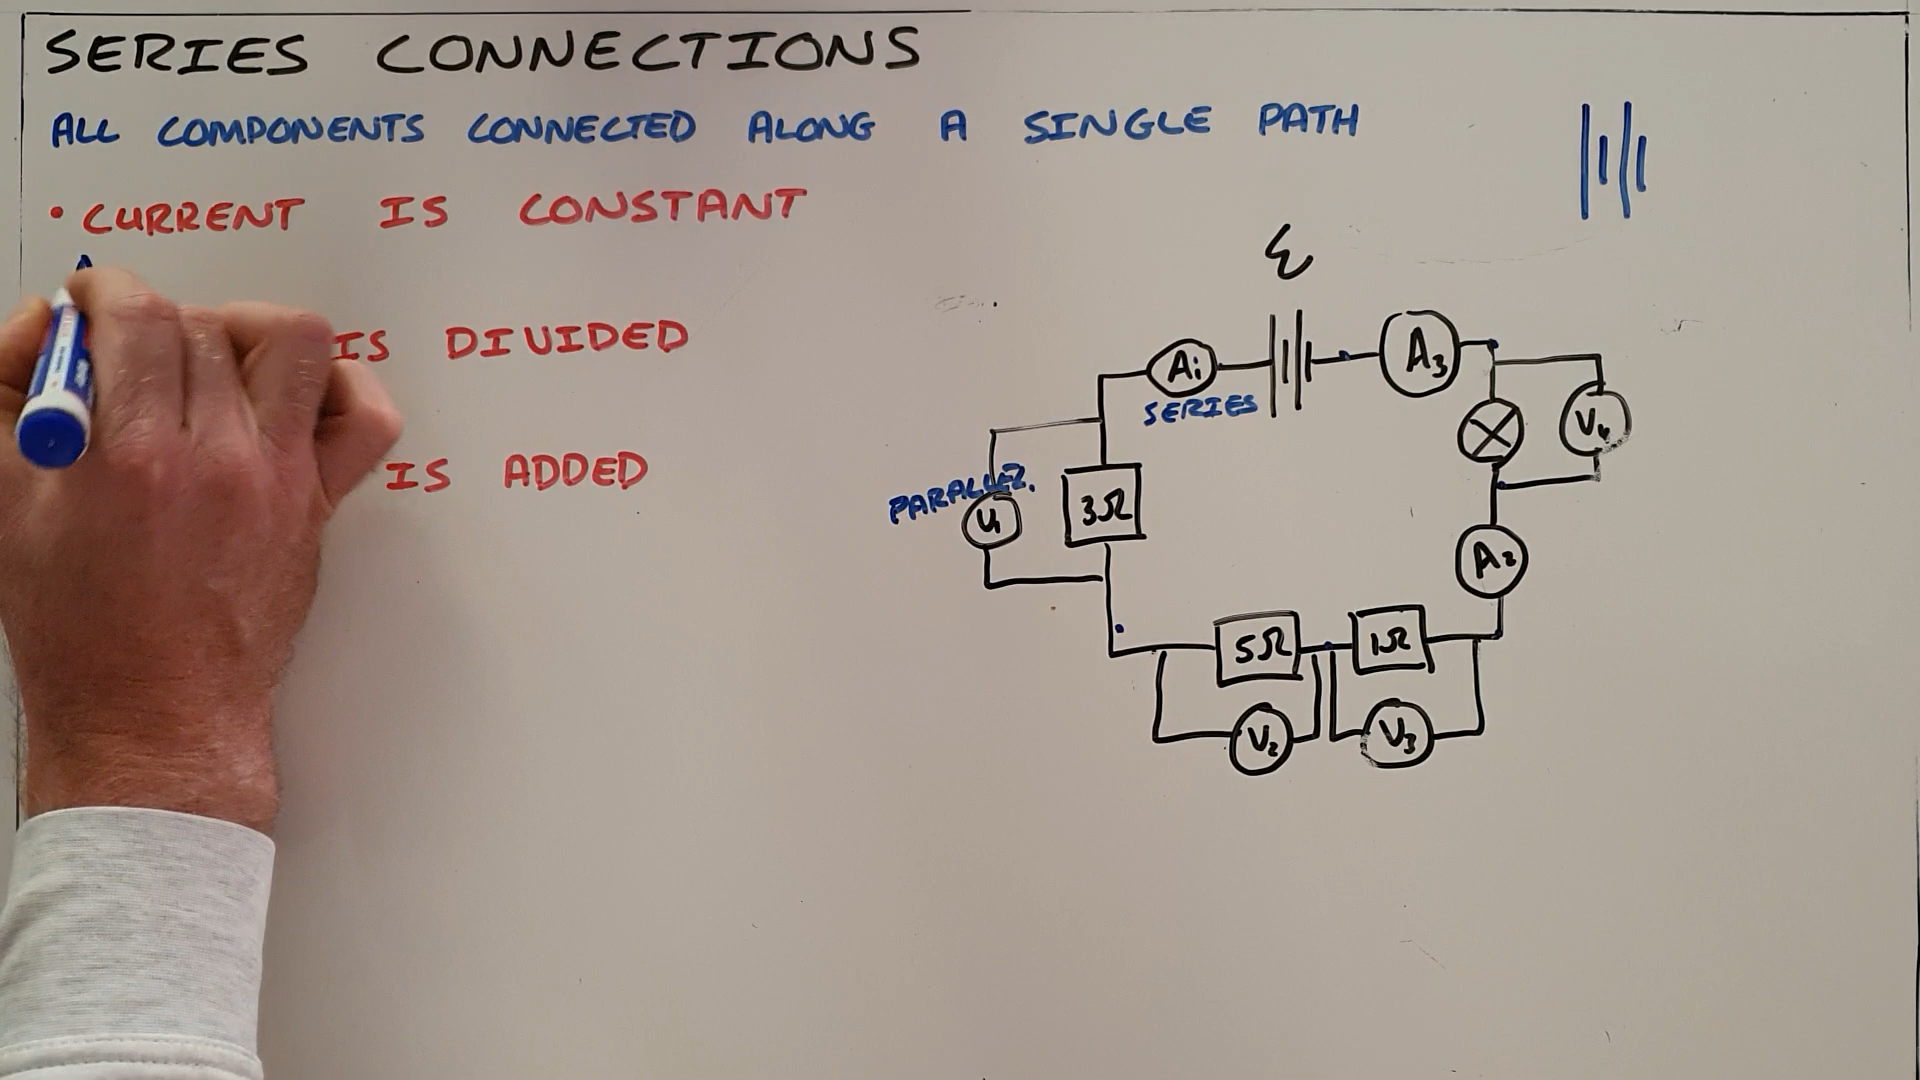 SERIES CONNECTIONS
ALL COMPONENTS CONNECTED ALONG A SINGLE PATH
• CURRENT IS CONSTANT
A
IS DIVIDED
IS ADDED
Ɛ
A₁
A₃
SERIES
V₄
PARALLEL.
V₁
3Ω
A₂
5Ω
1Ω
V₂
V₃